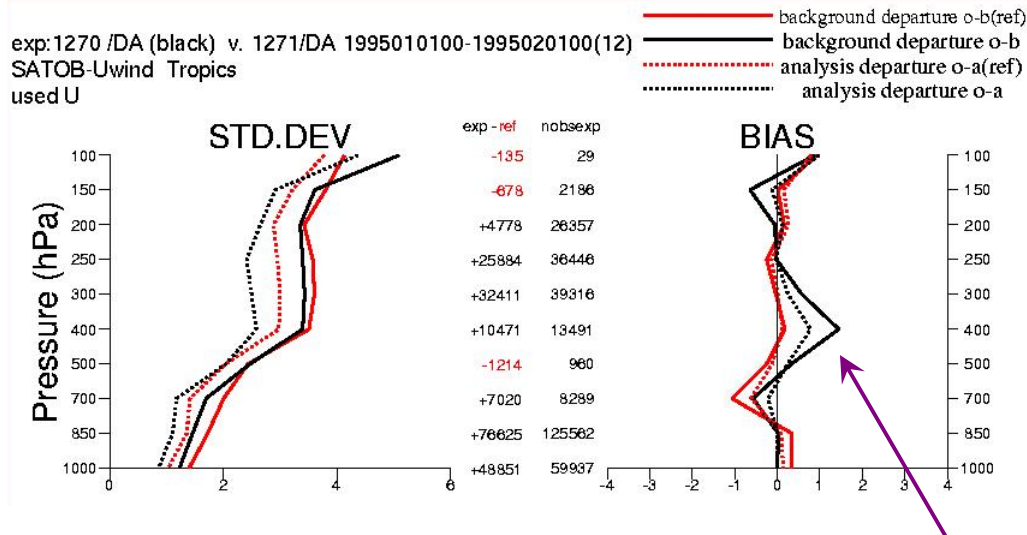 exp:1270 /DA (black) v. 1271/DA 1995010100-1995020100(12)
SATOB-Uwind Tropics
used U
background departure o-b(ref)
background departure o-b
analysis departure o-a(ref)
analysis departure o-a
STD.DEV
exp - ref nobsexp
BIAS
Pressure (hPa)
100 -135 29 100
150 -678 2186 150
200 +4778 26357 200
250 +25884 36446 250
300 +32411 39316 300
400 +10471 13491 400
500 -1214 960 500
700 +7020 8289 700
850 +76625 125562 850
1000 +48851 59937 1000
0 2 4 6
-4 -3 -2 -1 0 1 2 3 4